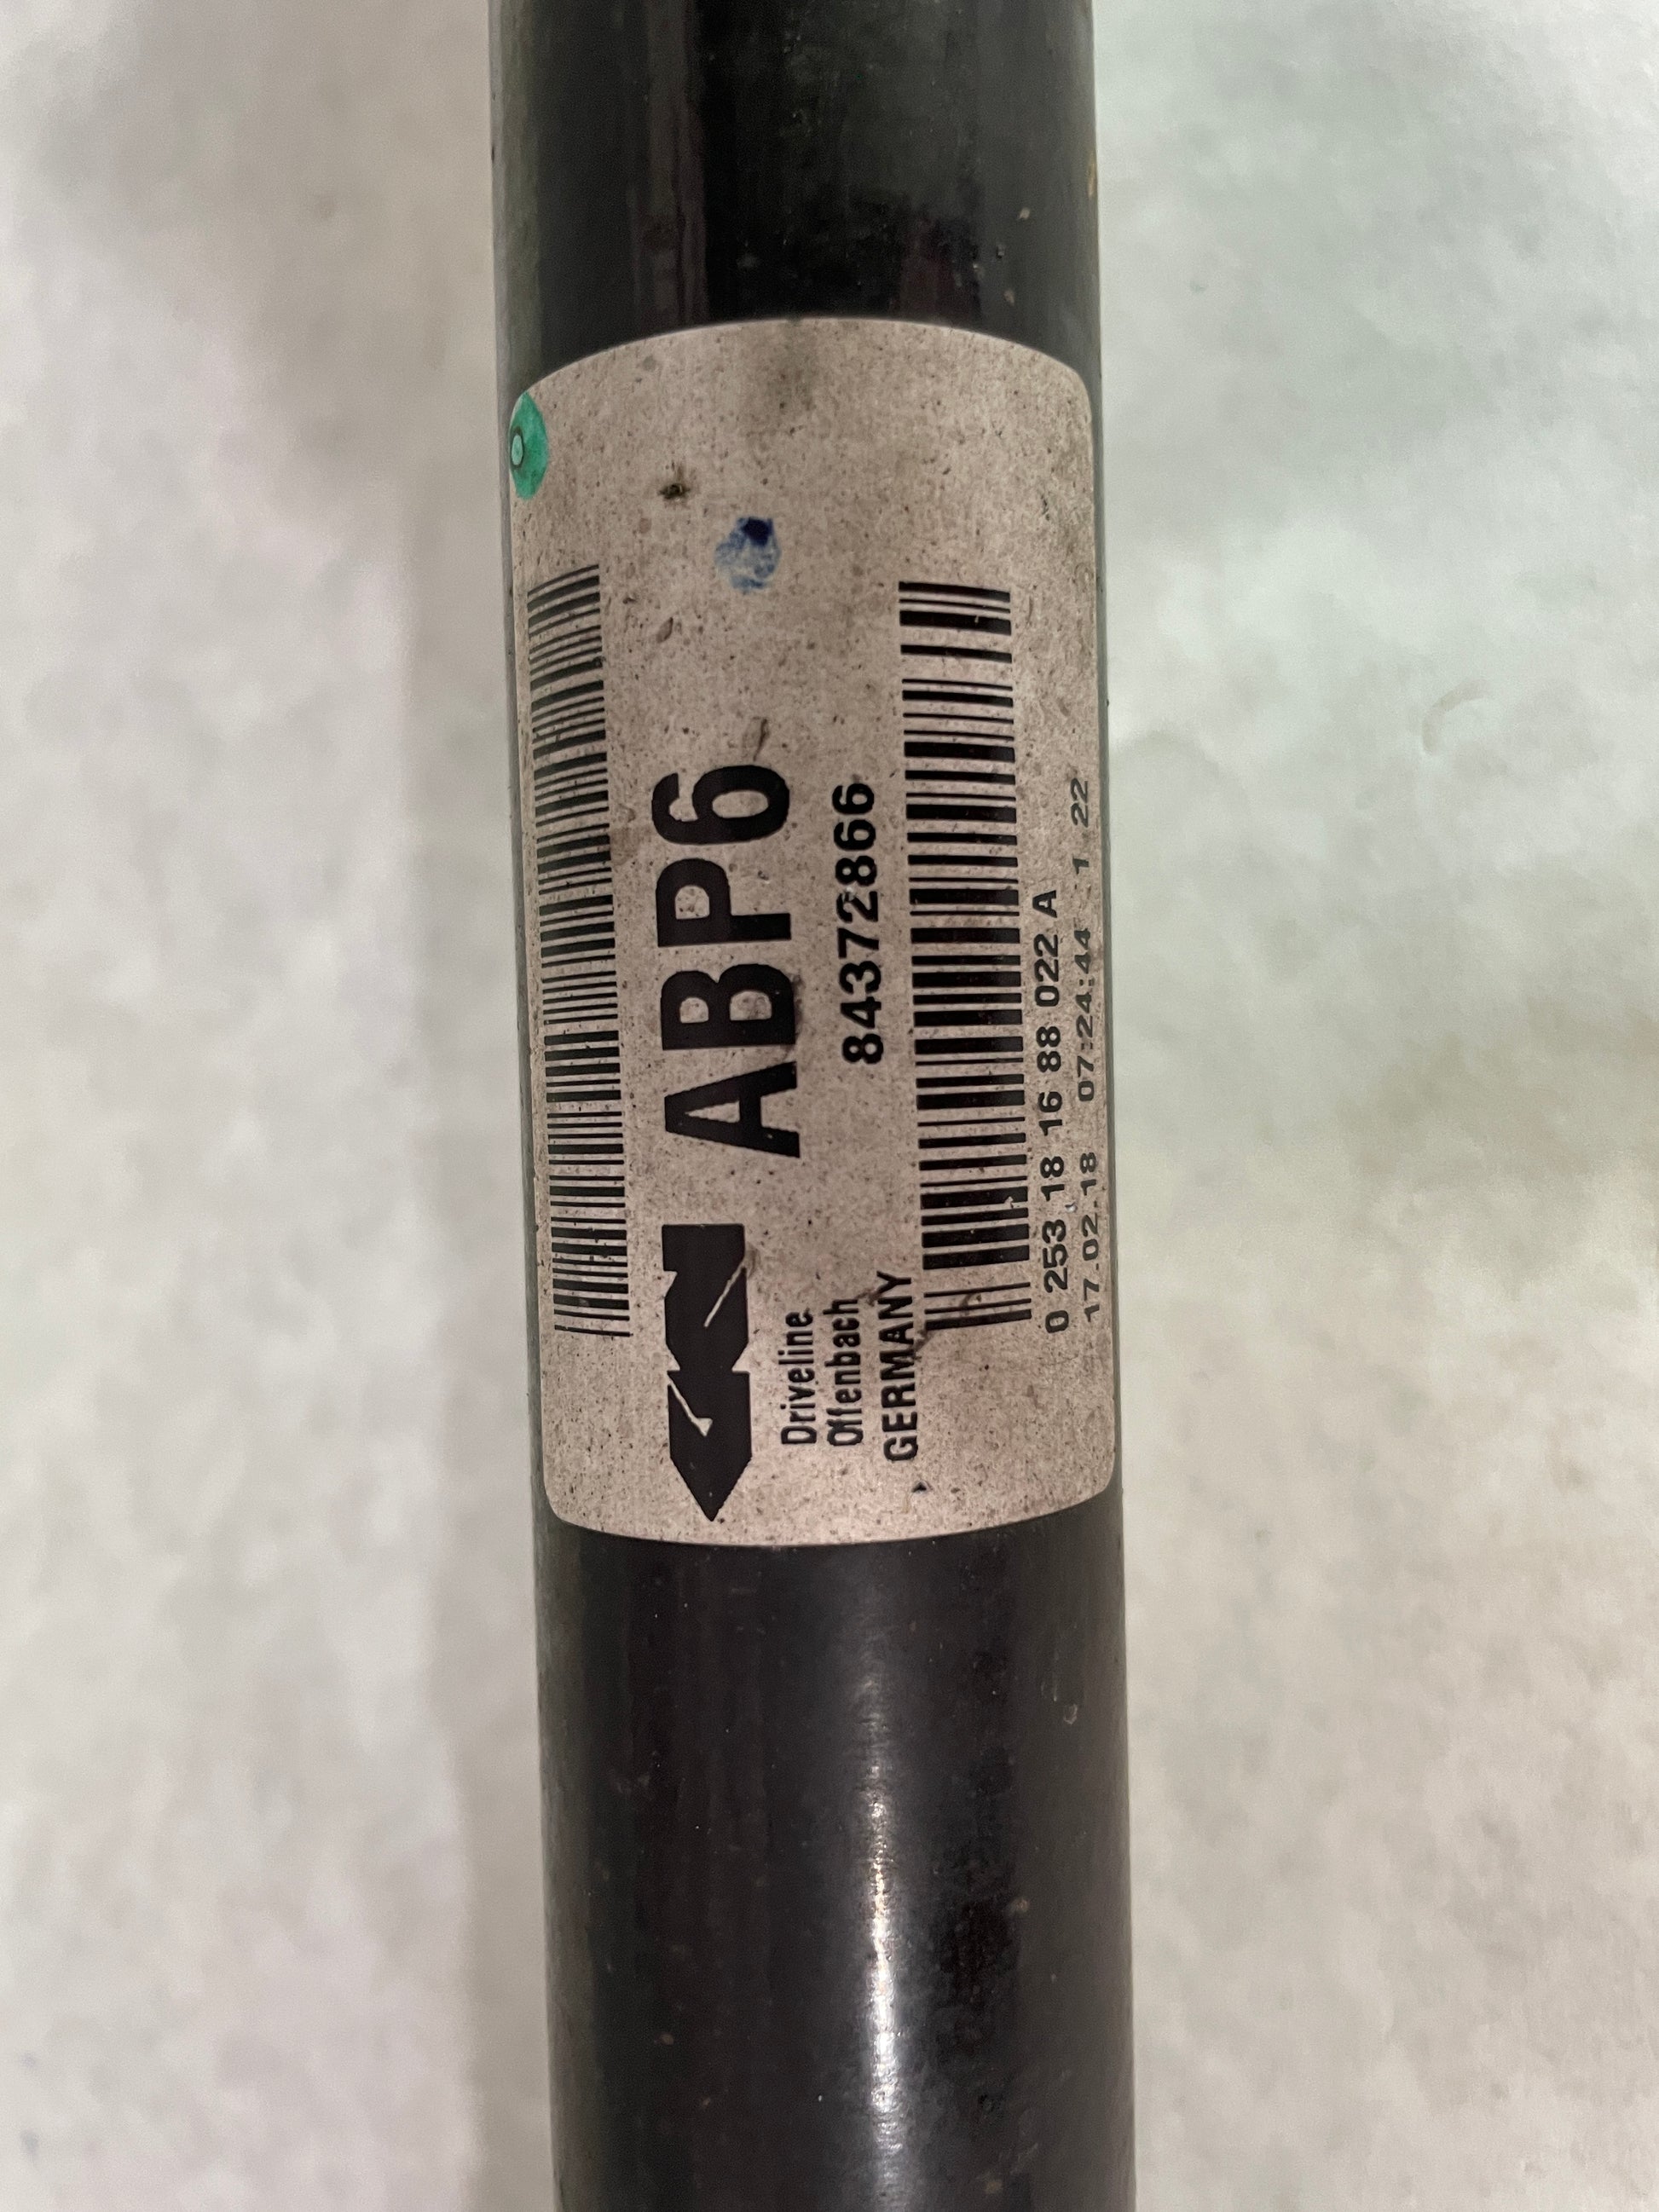 GKN
ABP6
84372866
Driveline
Offenbach
GERMANY
0 253 18 16 88 022 A
17.02.18 07:24:44 1 22